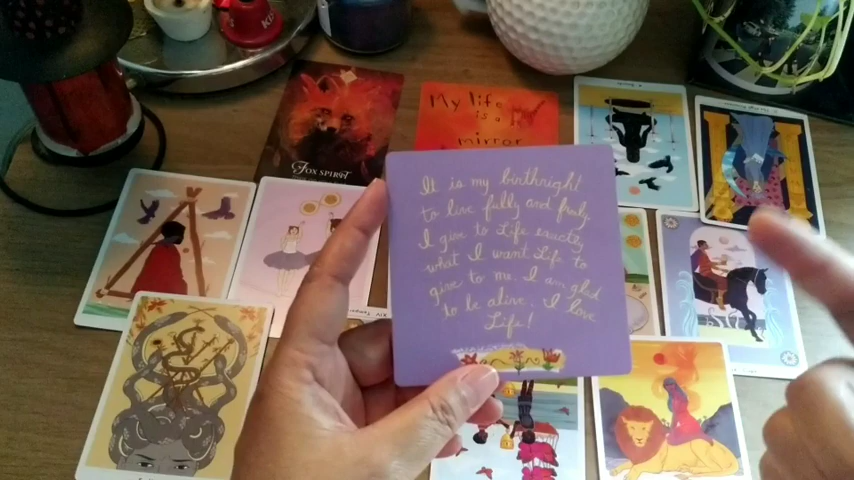 Fox Spirit
My life
is a
mirror
It is my birthright
to live fully and freely
I give to Life exactly
what I want Life to
give to me. I am glad
to be alive. I love
Life!